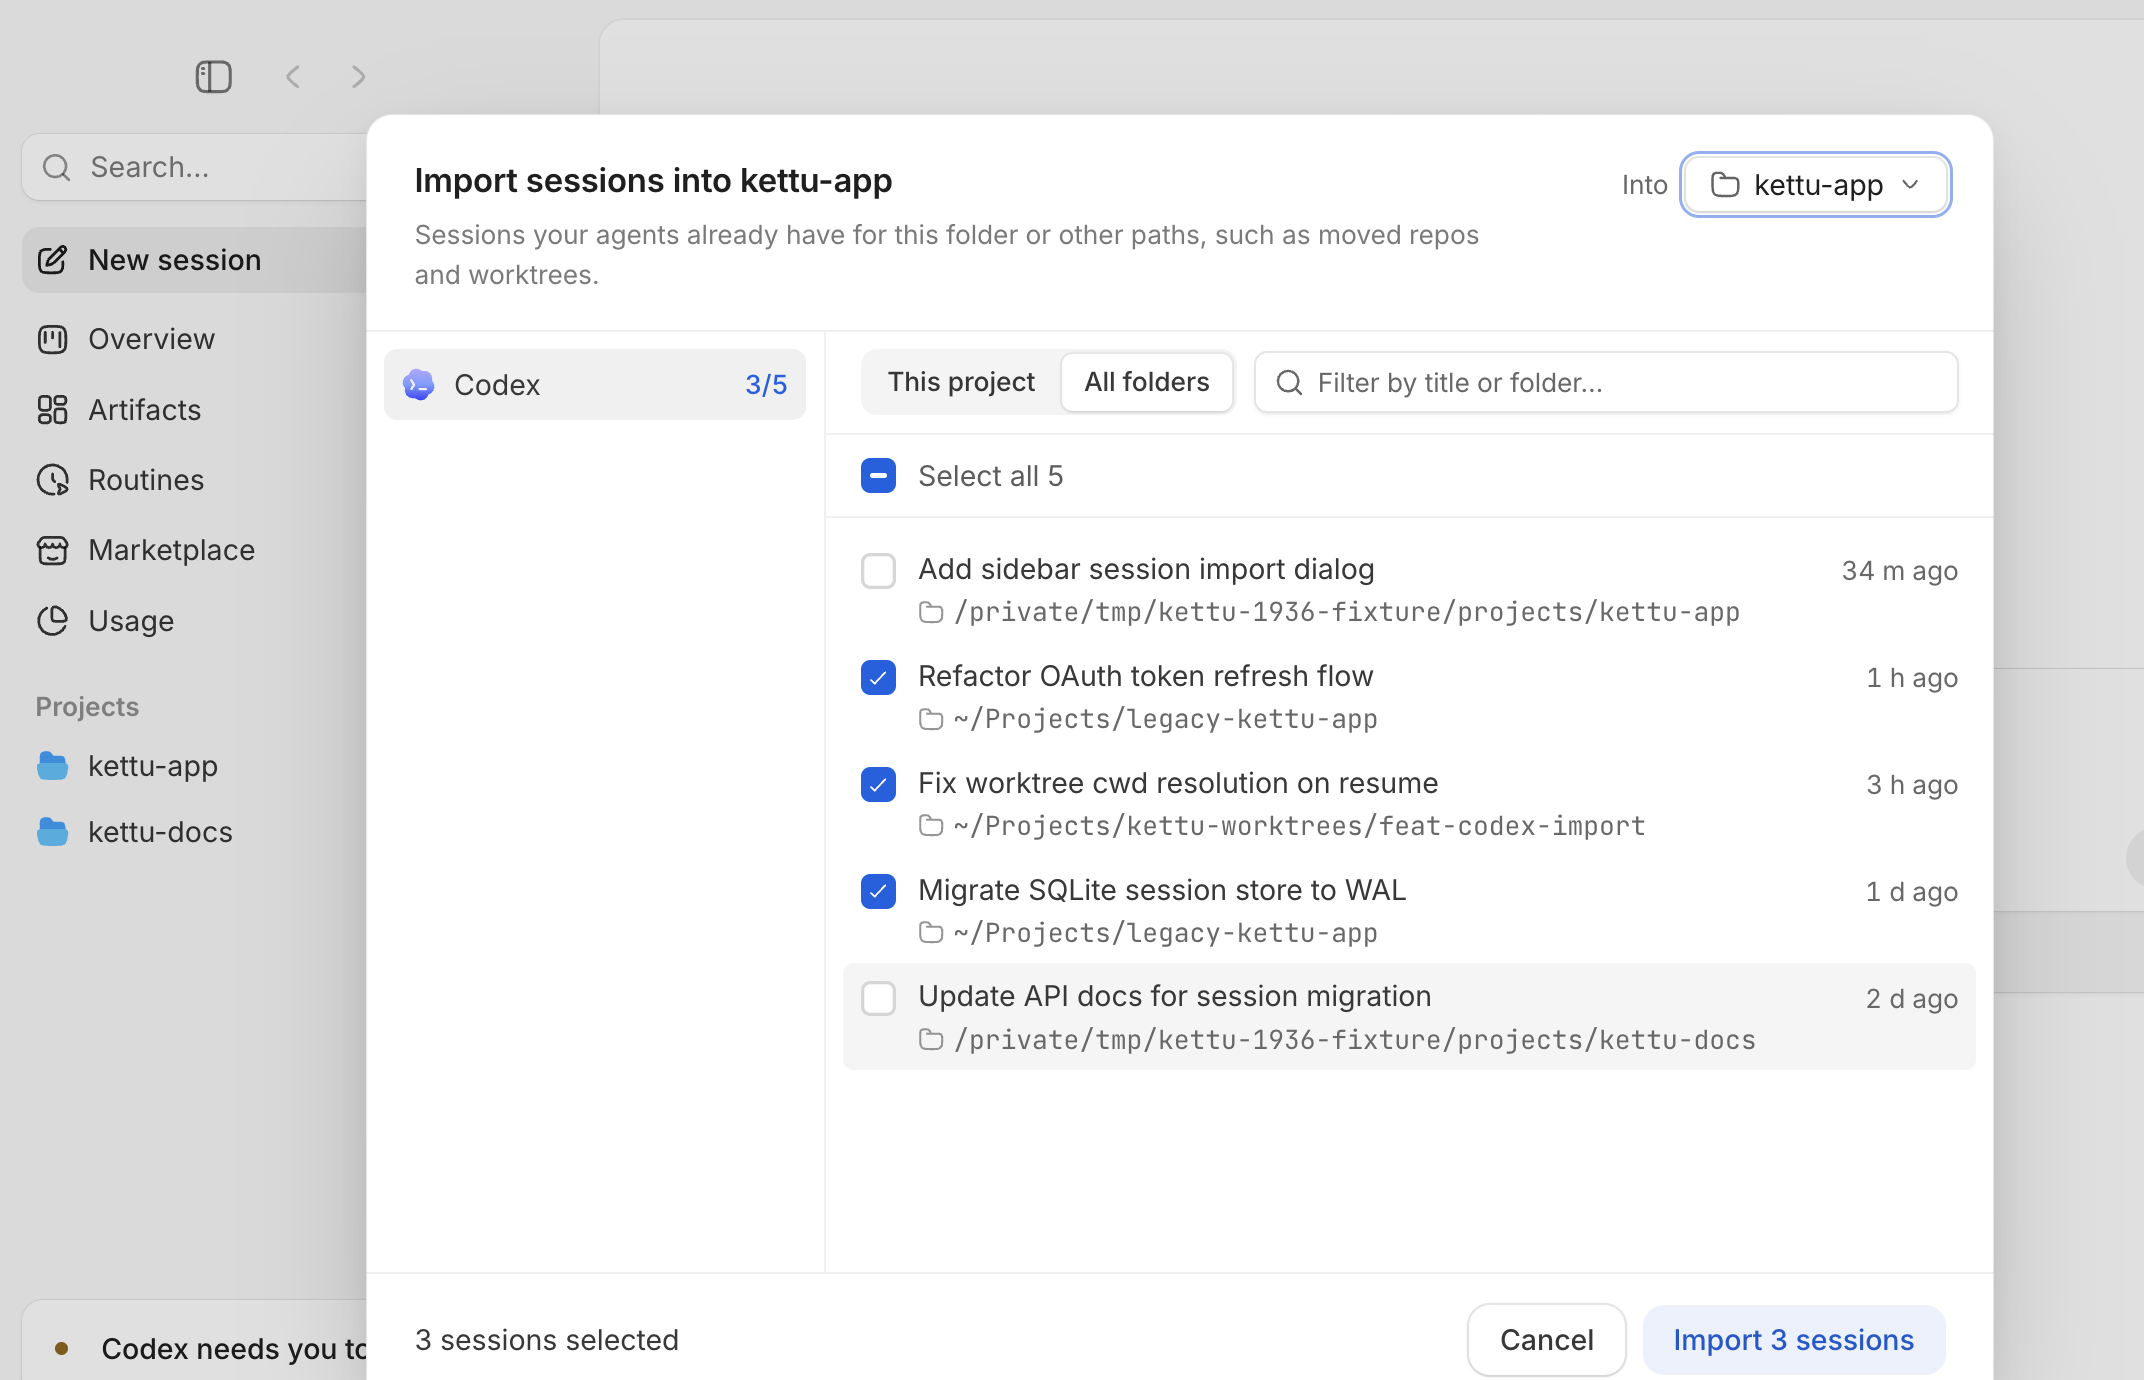 Search...
New session
Overview
Artifacts
Routines
Marketplace
Usage
Projects
kettu-app
kettu-docs
Codex needs you to
Import sessions into kettu-app
Into
kettu-app
Sessions your agents already have for this folder or other paths, such as moved repos
and worktrees.
Codex
3/5
This project
All folders
Filter by title or folder...
Select all 5
Add sidebar session import dialog
34 m ago
/private/tmp/kettu-1936-fixture/projects/kettu-app
Refactor OAuth token refresh flow
1 h ago
~/Projects/legacy-kettu-app
Fix worktree cwd resolution on resume
3 h ago
~/Projects/kettu-worktrees/feat-codex-import
Migrate SQLite session store to WAL
1 d ago
~/Projects/legacy-kettu-app
Update API docs for session migration
2 d ago
/private/tmp/kettu-1936-fixture/projects/kettu-docs
3 sessions selected
Cancel
Import 3 sessions